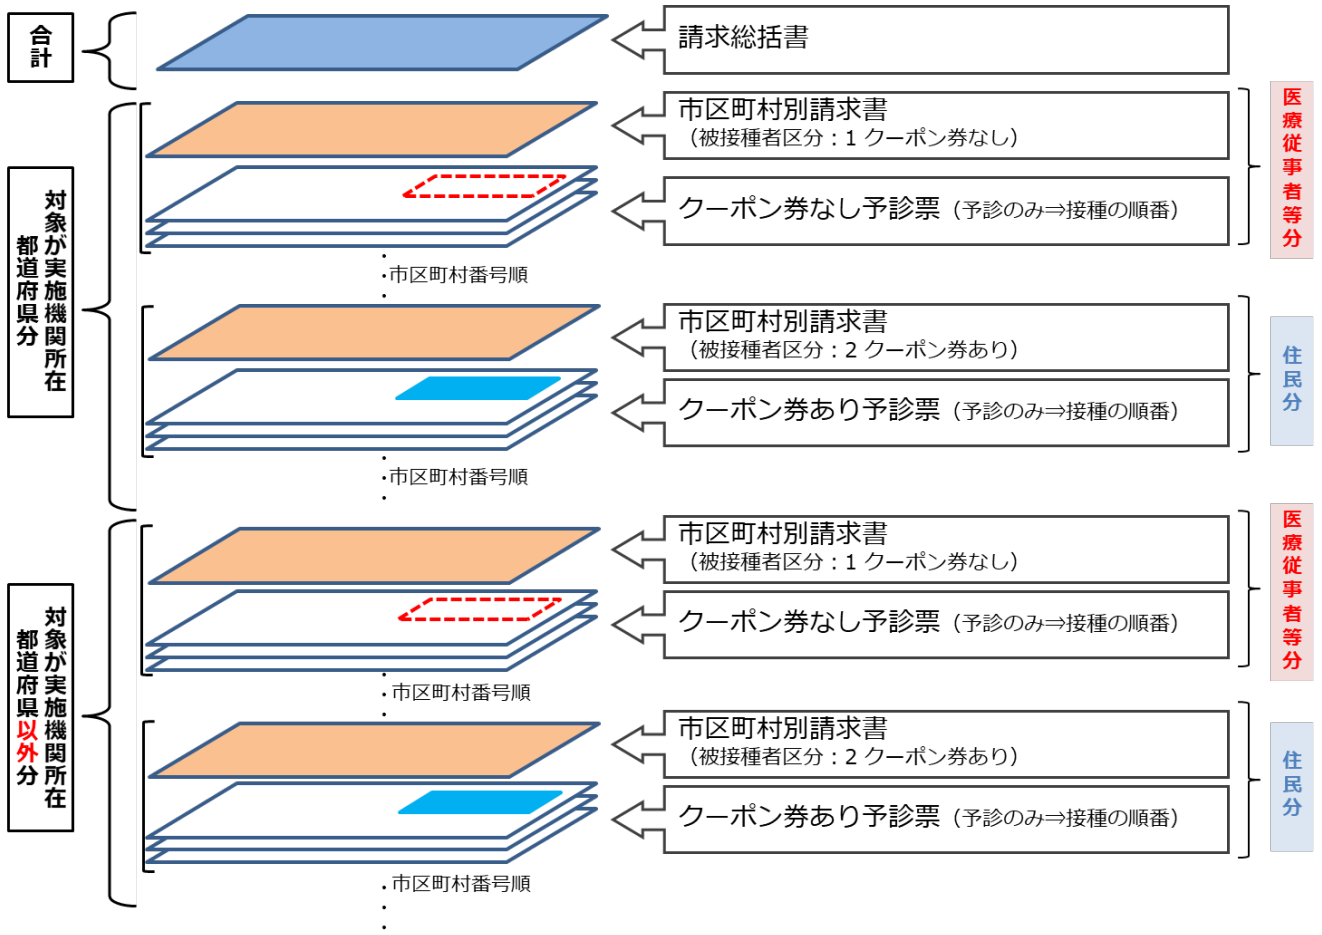 合計
請求総括書
対象が実施機関所在
都道府県分
市区町村別請求書
（被接種者区分：1 クーポン券なし）
クーポン券なし予診票（予診のみ⇒接種の順番）
医療従事者等分
市区町村番号順
市区町村別請求書
（被接種者区分：2 クーポン券あり）
クーポン券あり予診票（予診のみ⇒接種の順番）
住民分
市区町村番号順
対象が実施機関所在
都道府県以外分
市区町村別請求書
（被接種者区分：1 クーポン券なし）
クーポン券なし予診票（予診のみ⇒接種の順番）
医療従事者等分
市区町村番号順
市区町村別請求書
（被接種者区分：2 クーポン券あり）
クーポン券あり予診票（予診のみ⇒接種の順番）
住民分
市区町村番号順